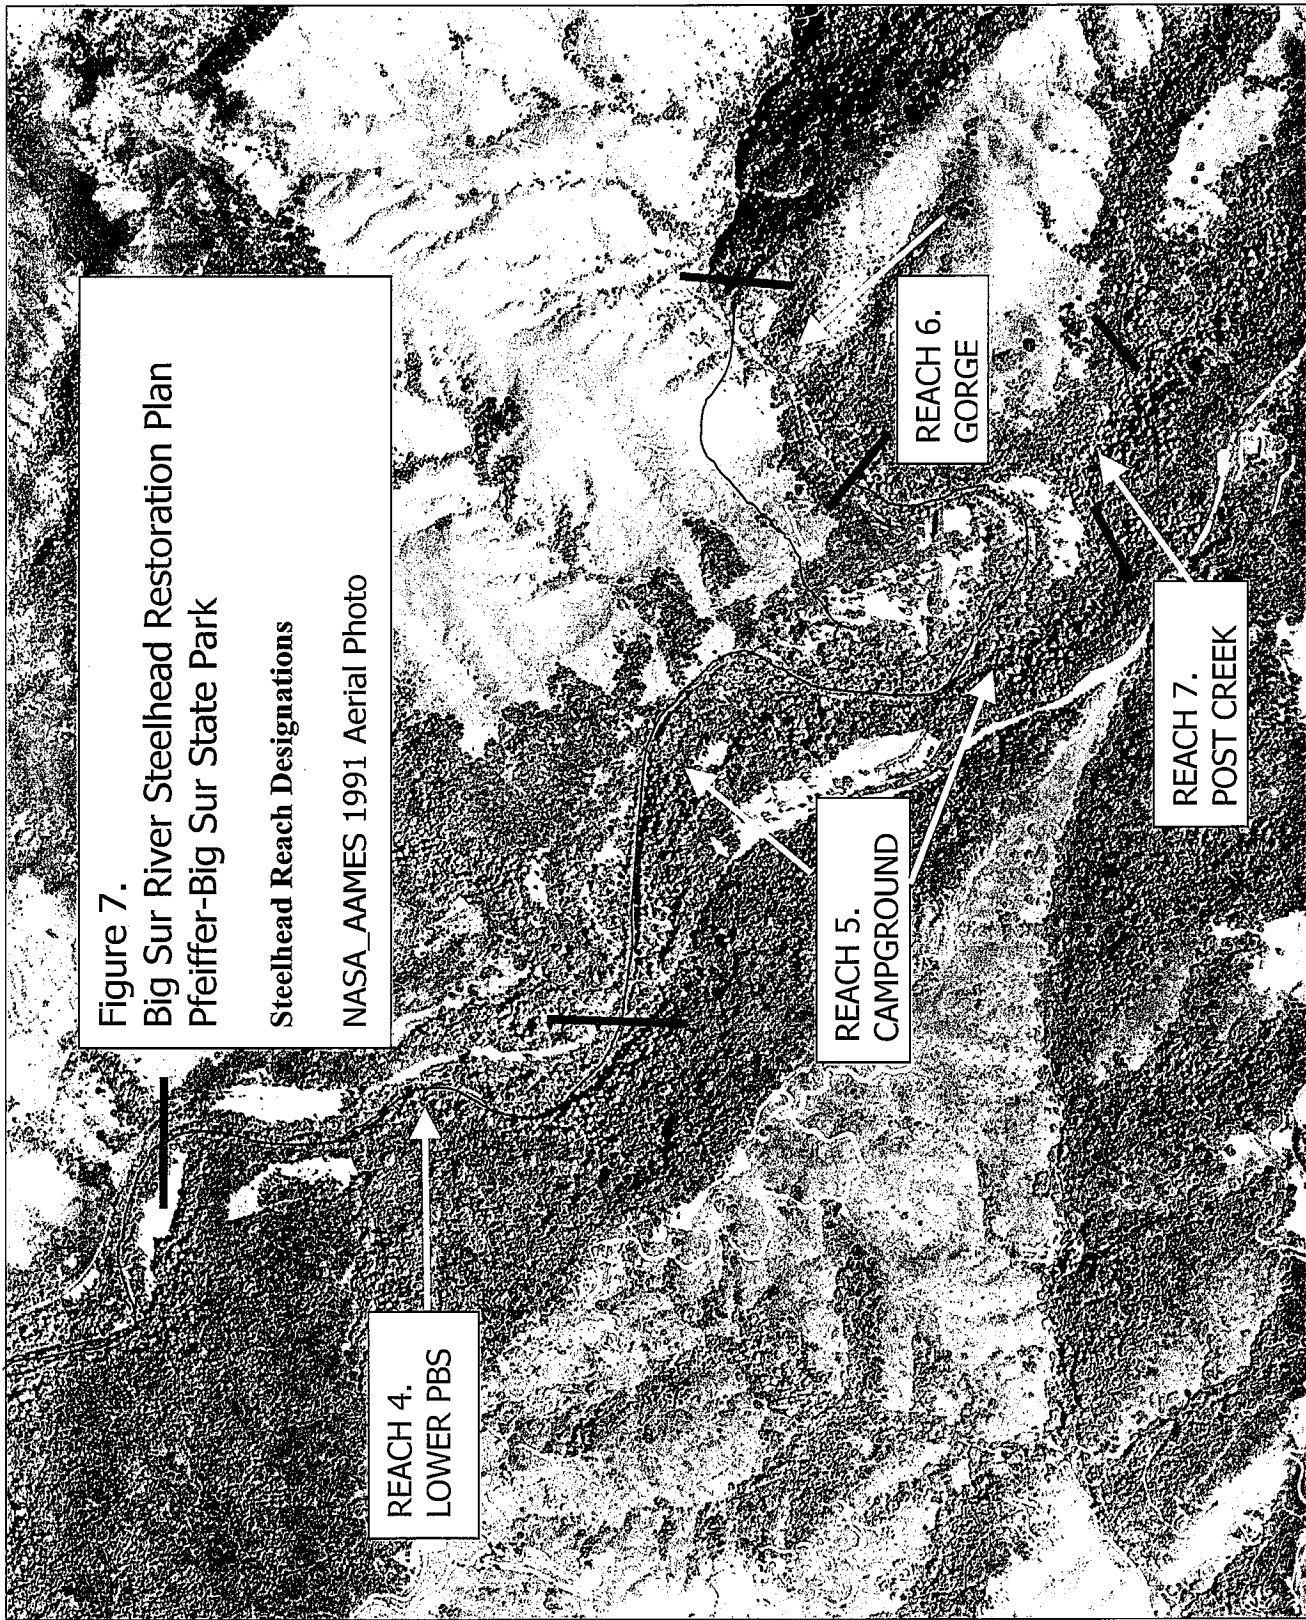 Figure 7.
Big Sur River Steelhead Restoration Plan
Pfeiffer-Big Sur State Park
Steelhead Reach Designations
NASA_AAMES 1991 Aerial Photo
REACH 4.
LOWER PBS
REACH 5.
CAMPGROUND
REACH 6.
GORGE
REACH 7.
POST CREEK